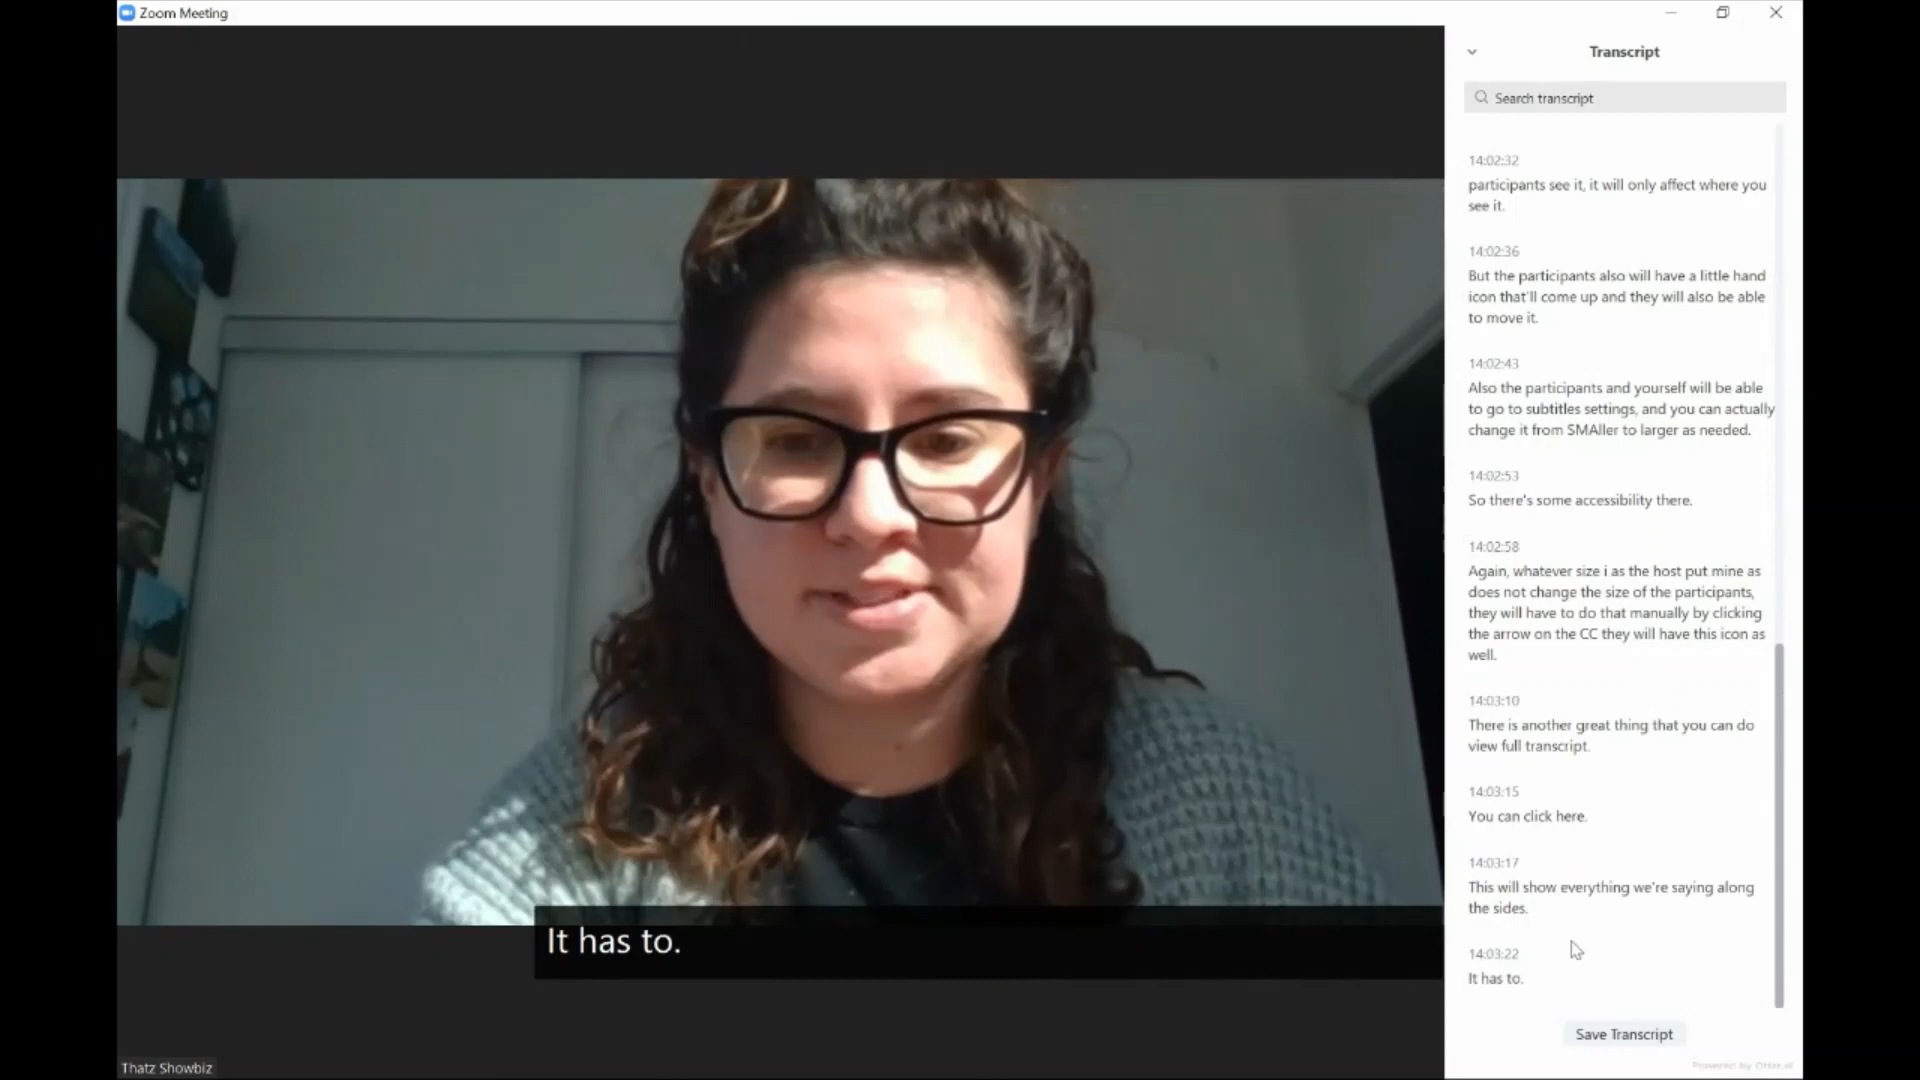 Zoom Meeting
Transcript
Search transcript
14:02:32
participants see it, it will only affect where you
see it.
14:02:36
But the participants also will have a little hand
icon that'll come up and they will also be able
to move it.
14:02:43
Also the participants and yourself will be able
to go to subtitles settings, and you can actually
change it from SMAller to larger as needed.
14:02:53
So there's some accessibility there.
14:02:58
Again, whatever size i as the host put mine as
does not change the size of the participants,
they will have to do that manually by clicking
the arrow on the CC they will have this icon as
well.
14:03:10
There is another great thing that you can do
view full transcript.
14:03:15
You can click here.
14:03:17
This will show everything we're saying along
the sides.
14:03:22
It has to.
It has to.
Save Transcript
Powered by Otter.ai
Thatz Showbiz